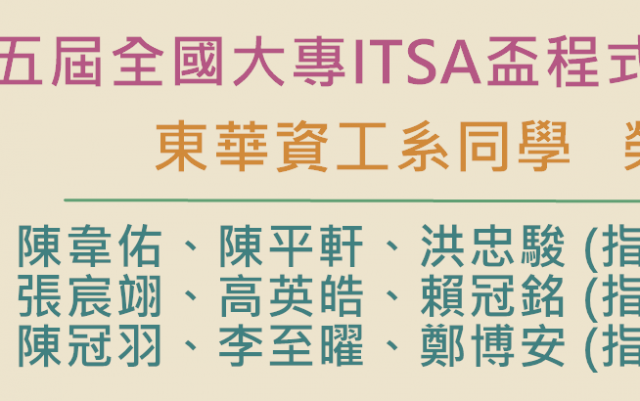 五屆全國大專ITSA盃程式
東華資工系同學 榮
陳韋佑、陳平軒、洪忠駿 (指
張宸翊、高英皓、賴冠銘 (指
陳冠羽、李至曜、鄭博安 (指